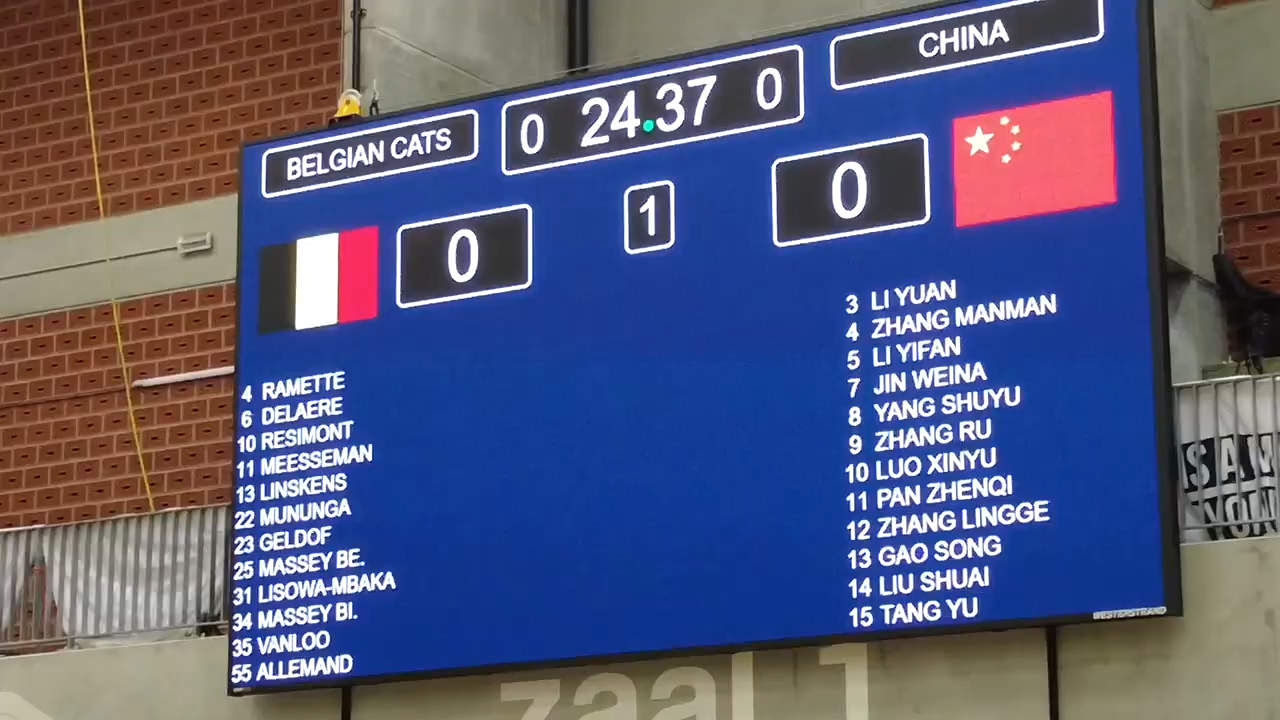 BELGIAN CATS
0 24.37 0
CHINA
0
1
0
4 RAMETTE
6 DELAERE
10 RESIMONT
11 MEESSEMAN
13 LINSKENS
22 MUNUNGA
23 GELDOF
25 MASSEY BE.
31 LISOWA-MBAKA
34 MASSEY BI.
35 VANLOO
55 ALLEMAND
3 LI YUAN
4 ZHANG MANMAN
5 LI YIFAN
7 JIN WEINA
8 YANG SHUYU
9 ZHANG RU
10 LUO XINYU
11 PAN ZHENQI
12 ZHANG LINGGE
13 GAO SONG
14 LIU SHUAI
15 TANG YU
WESTERSTRAND
zaal 1